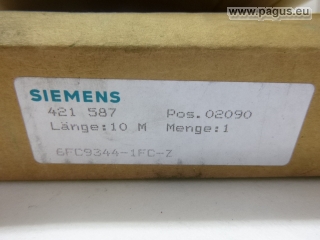 www.pagus.eu
SIEMENS
421 587 Pos.02090
Länge:10 M Menge:1
6FC9344-1FC-Z